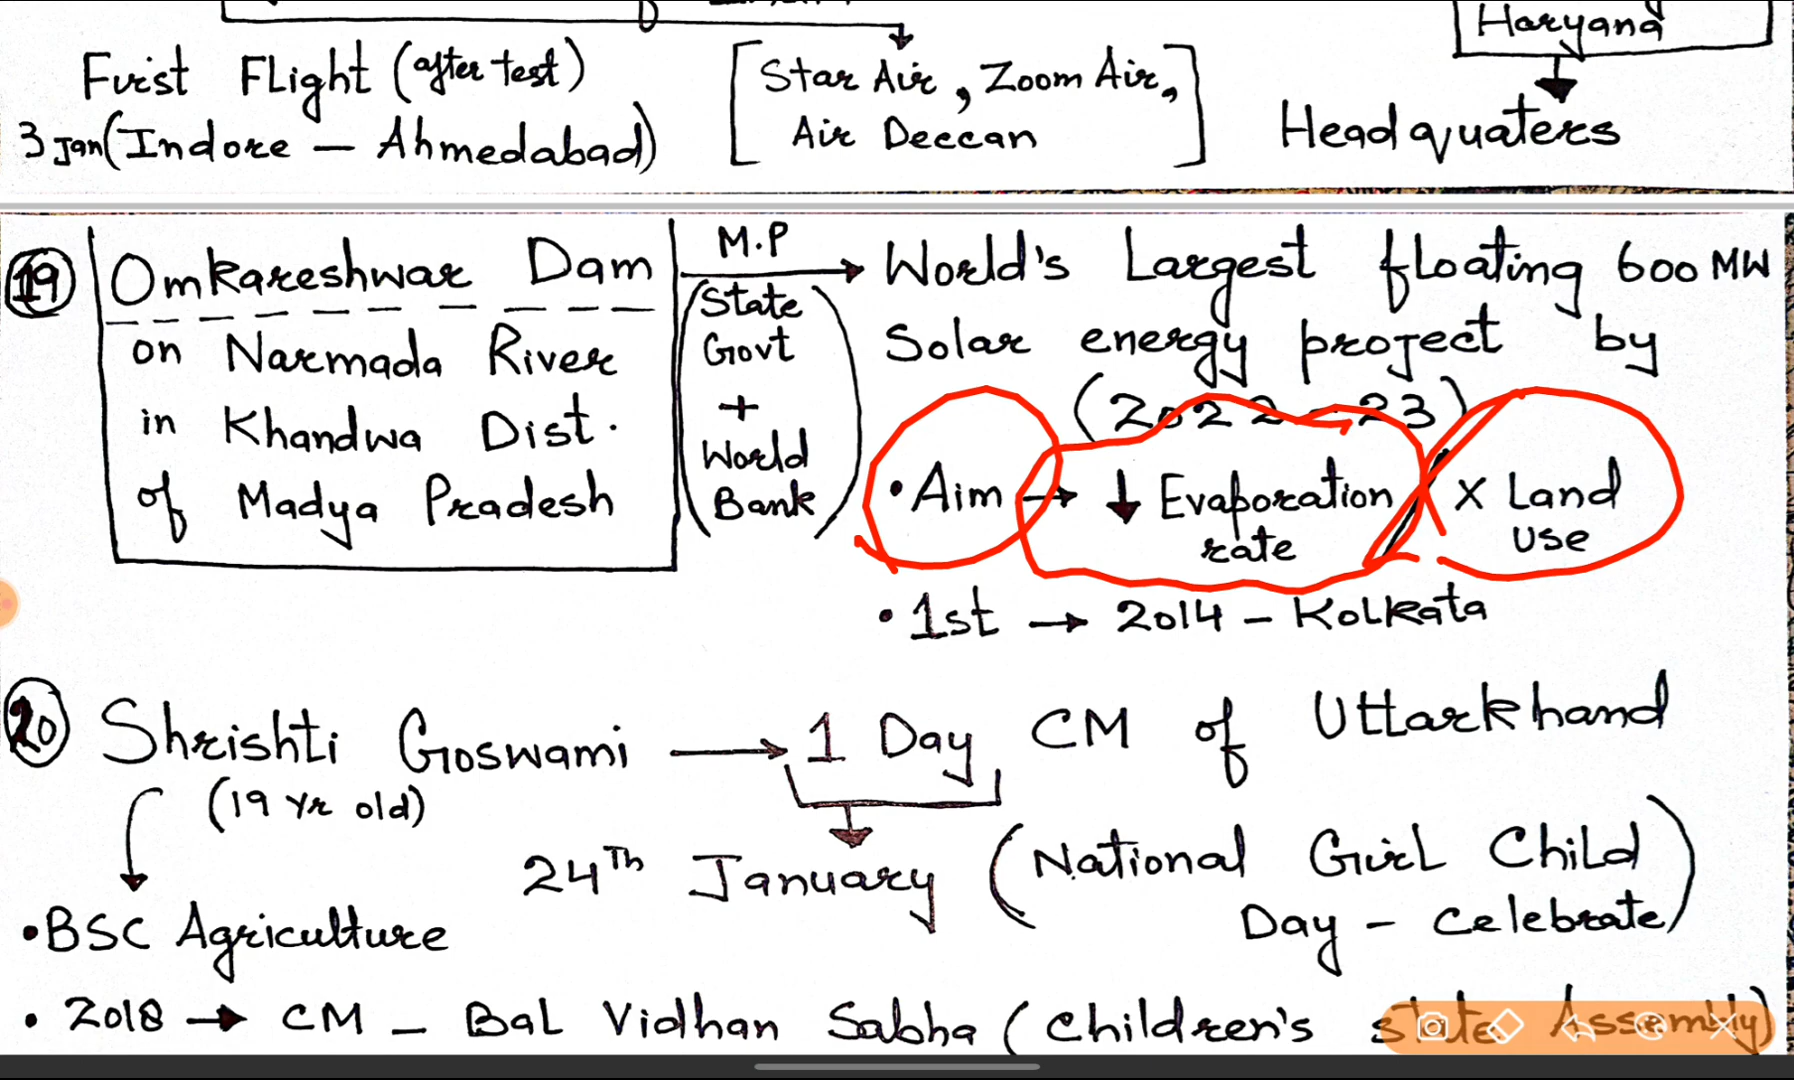 Haryana
First Flight (after test)
3 Jan (Indore – Ahmedabad)
[Star Air, Zoom Air,
Air Deccan]
Headquaters
19 Omkareshwar Dam
on Narmada River
in Khandwa Dist.
of Madya Pradesh
M.P
(State
Govt
+
World
Bank)
World's Largest floating 600 MW
Solar energy project by
(2022-23)
• Aim → ↓ Evaporation / x Land
rate use
• 1st → 2014 – Kolkata
20 Shrishti Goswami → 1 Day CM of Uttarkhand
(19 Yr old)
24Th January (National Girl Child
Day – celebrate)
• BSC Agriculture
• 2018 → CM – Bal Vidhan Sabha (children's state Assembly)